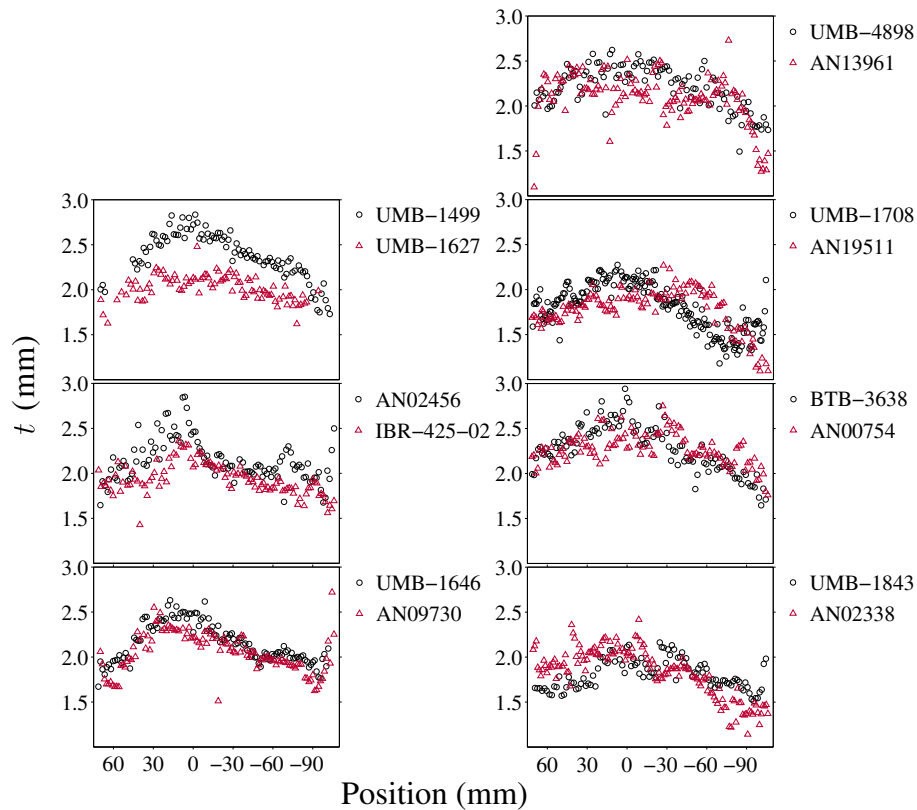 3.0
2.5
2.0
1.5
UMB−4898
AN13961
3.0
2.5
2.0
1.5
UMB−1499
UMB−1627
3.0
2.5
2.0
1.5
UMB−1708
AN19511
3.0
2.5
2.0
1.5
AN02456
IBR−425−02
3.0
2.5
2.0
1.5
BTB−3638
AN00754
3.0
2.5
2.0
1.5
UMB−1646
AN09730
3.0
2.5
2.0
1.5
UMB−1843
AN02338
t (mm)
60 30 0 −30 −60 −90
60 30 0 −30 −60 −90
Position (mm)